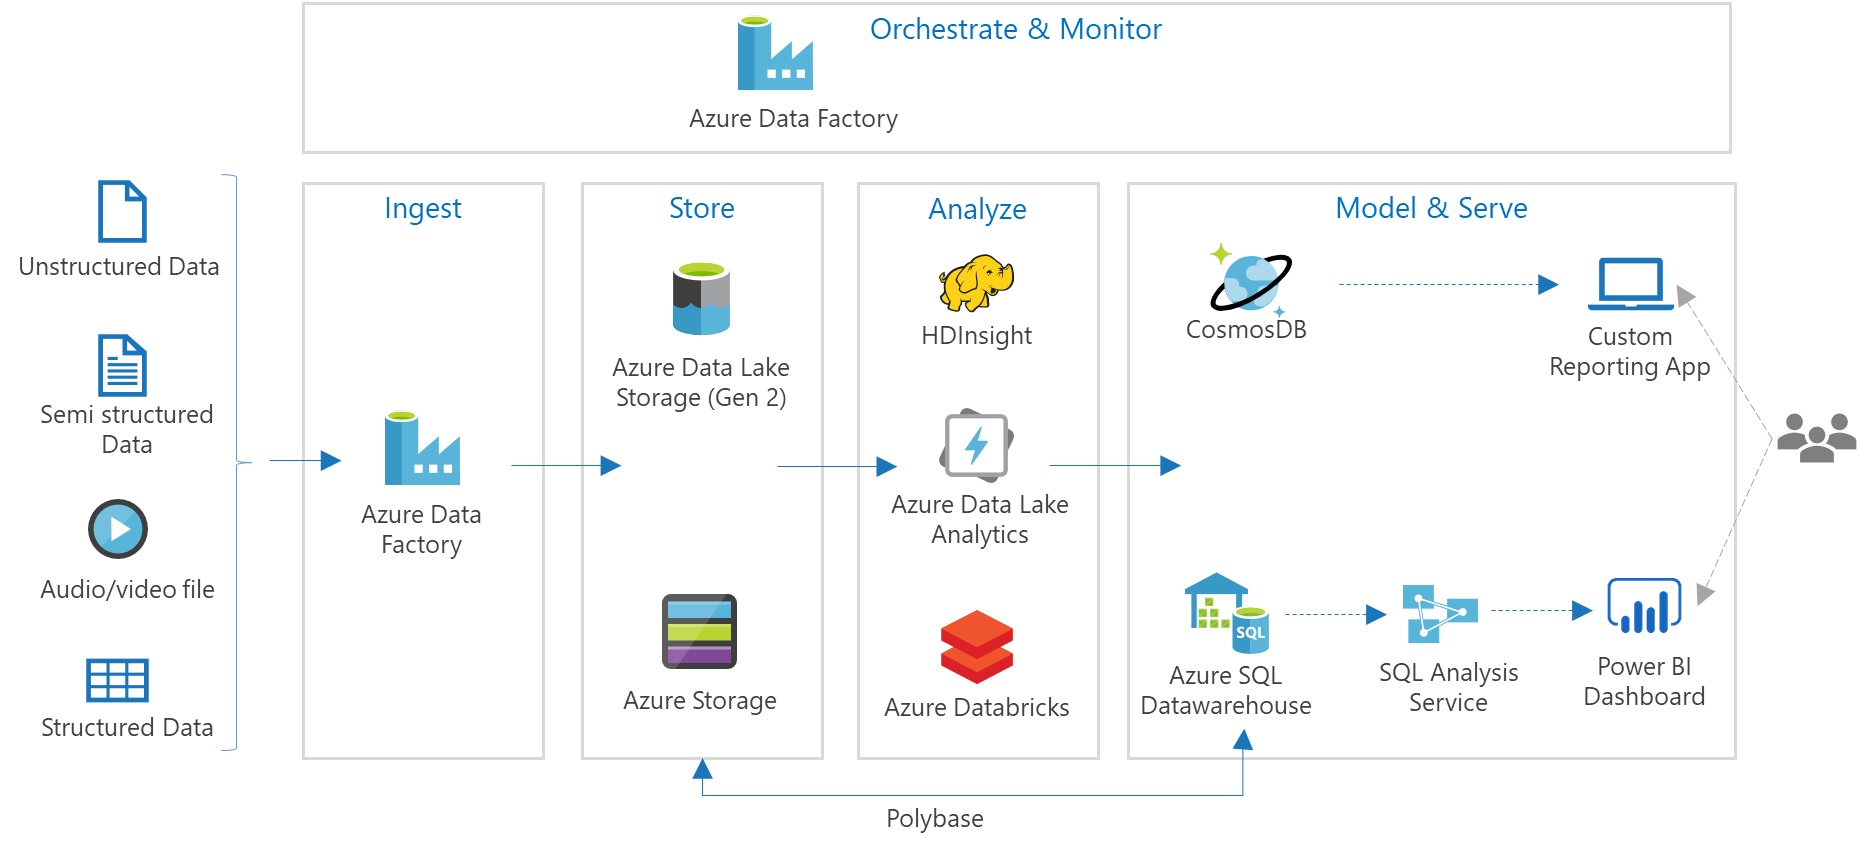 Orchestrate & Monitor
Azure Data Factory
Unstructured Data
Semi structured
Data
Audio/video file
Structured Data
Ingest
Azure Data
Factory
Store
Azure Data Lake
Storage (Gen 2)
Azure Storage
Analyze
HDInsight
Azure Data Lake
Analytics
Azure Databricks
Model & Serve
CosmosDB
Custom
Reporting App
SQL
Azure SQL
Datawarehouse
SQL Analysis
Service
Power BI
Dashboard
Polybase